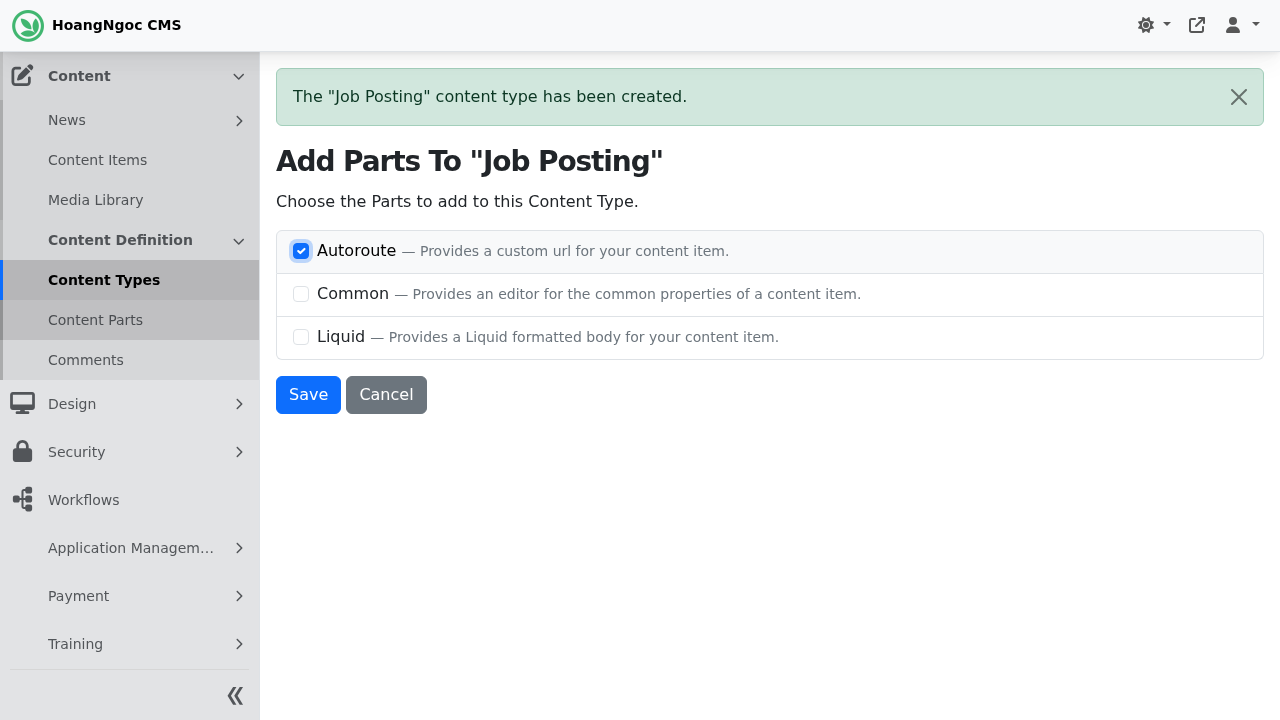 HoangNgoc CMS
Content
News
Content Items
Media Library
Content Definition
Content Types
Content Parts
Comments
Design
Security
Workflows
Application Managem...
Payment
Training
The "Job Posting" content type has been created.
Add Parts To "Job Posting"
Choose the Parts to add to this Content Type.
Autoroute — Provides a custom url for your content item.
Common — Provides an editor for the common properties of a content item.
Liquid — Provides a Liquid formatted body for your content item.
Save Cancel